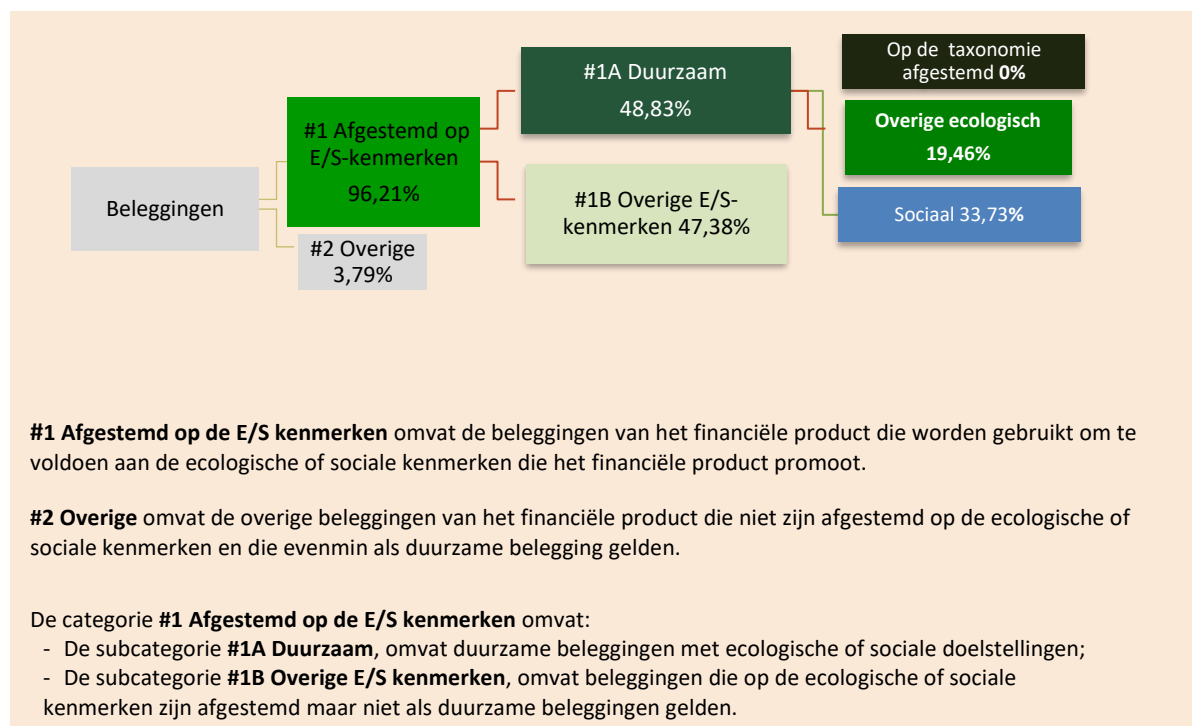 Beleggingen
#1 Afgestemd op
E/S-kenmerken
96,21%
#2 Overige
3,79%
#1A Duurzaam
48,83%
#1B Overige E/S-
kenmerken 47,38%
Op de taxonomie
afgestemd 0%
Overige ecologisch
19,46%
Sociaal 33,73%
#1 Afgestemd op de E/S kenmerken omvat de beleggingen van het financiële product die worden gebruikt om te
voldoen aan de ecologische of sociale kenmerken die het financiële product promoot.
#2 Overige omvat de overige beleggingen van het financiële product die niet zijn afgestemd op de ecologische of
sociale kenmerken en die evenmin als duurzame belegging gelden.
De categorie #1 Afgestemd op de E/S kenmerken omvat:
- De subcategorie #1A Duurzaam, omvat duurzame beleggingen met ecologische of sociale doelstellingen;
- De subcategorie #1B Overige E/S kenmerken, omvat beleggingen die op de ecologische of sociale
kenmerken zijn afgestemd maar niet als duurzame beleggingen gelden.